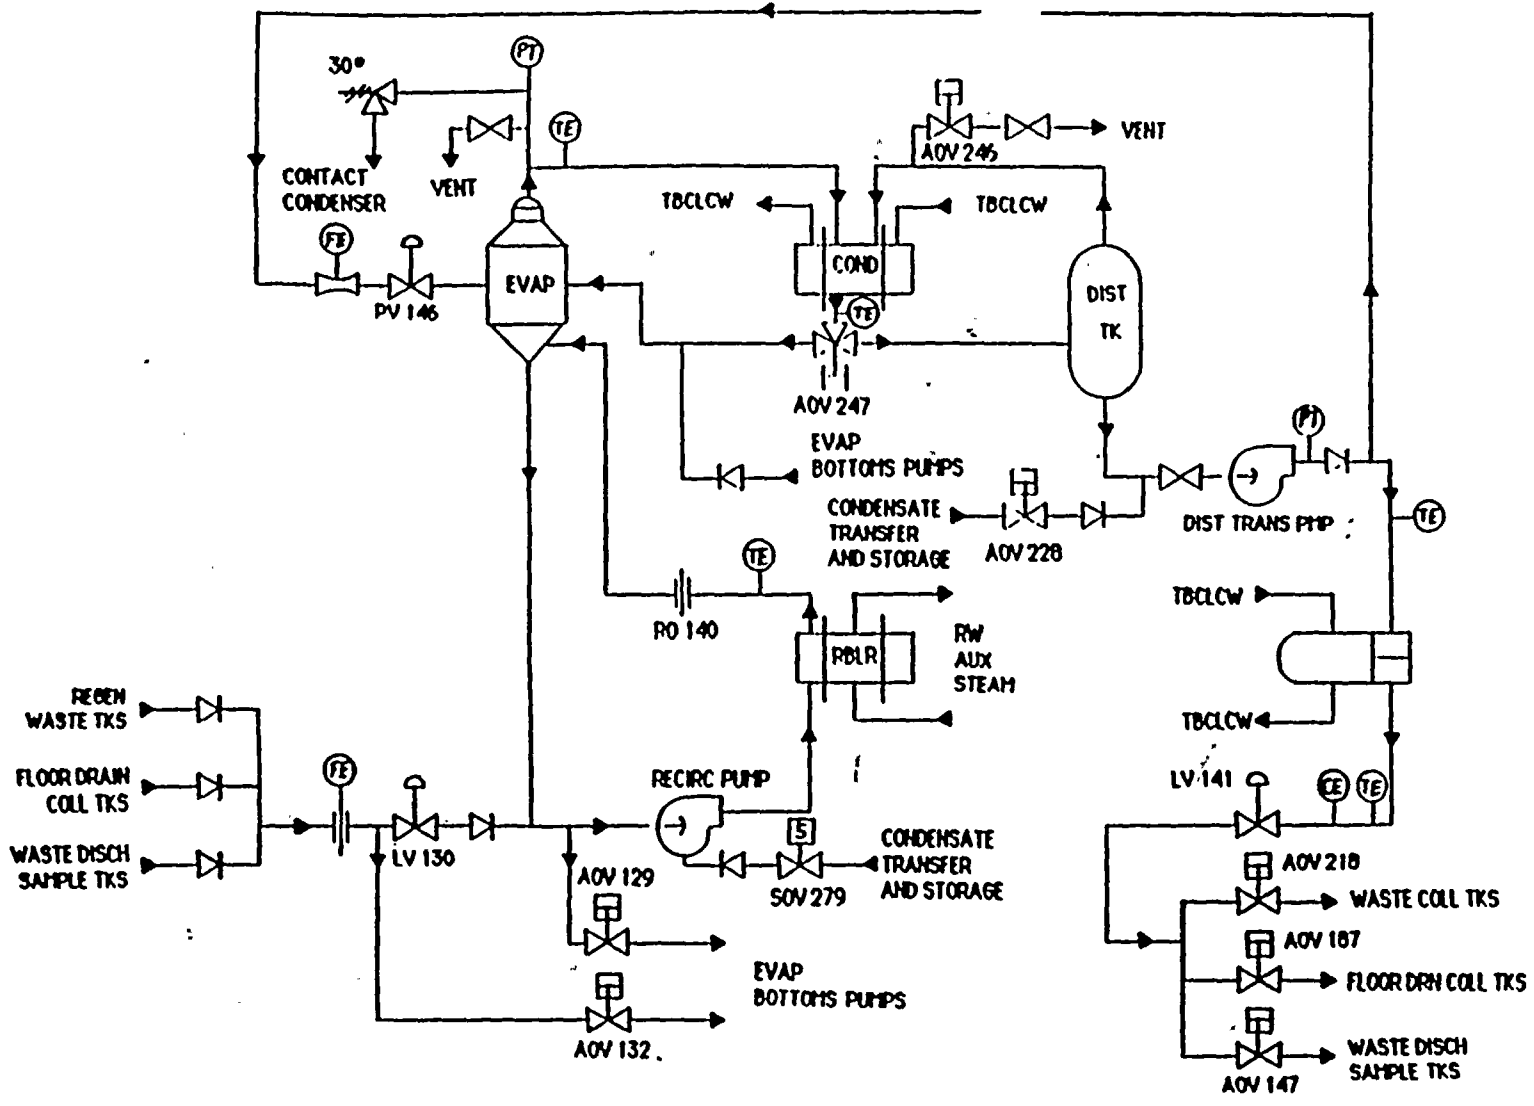 PT
30°
TE
AOV 246
VENT
CONTACT
CONDENSER
VENT
TBCLCW
TBCLCW
FE
COND
EVAP
DIST
TK
PV 146
TE
AOV 247
EVAP
BOTTOMS PUMPS
PT
CONDENSATE
TRANSFER
AND STORAGE
AOV 228
DIST TRANS PMP
TE
TE
TBCLCW
RO 140
RBLR
RW
AUX
STEAM
REGEN
WASTE TKS
TBCLCW
FLOOR DRAIN
COLL TKS
FE
RECIRC PUMP
LV 141
CE
TE
WASTE DISCH
SAMPLE TKS
LV 130
S
CONDENSATE
TRANSFER
AND STORAGE
AOV 129
SOV 279
AOV 218
WASTE COLL TKS
AOV 187
EVAP
BOTTOMS PUMPS
FLOOR DRN COLL TKS
AOV 132
WASTE DISCH
SAMPLE TKS
AOV 147